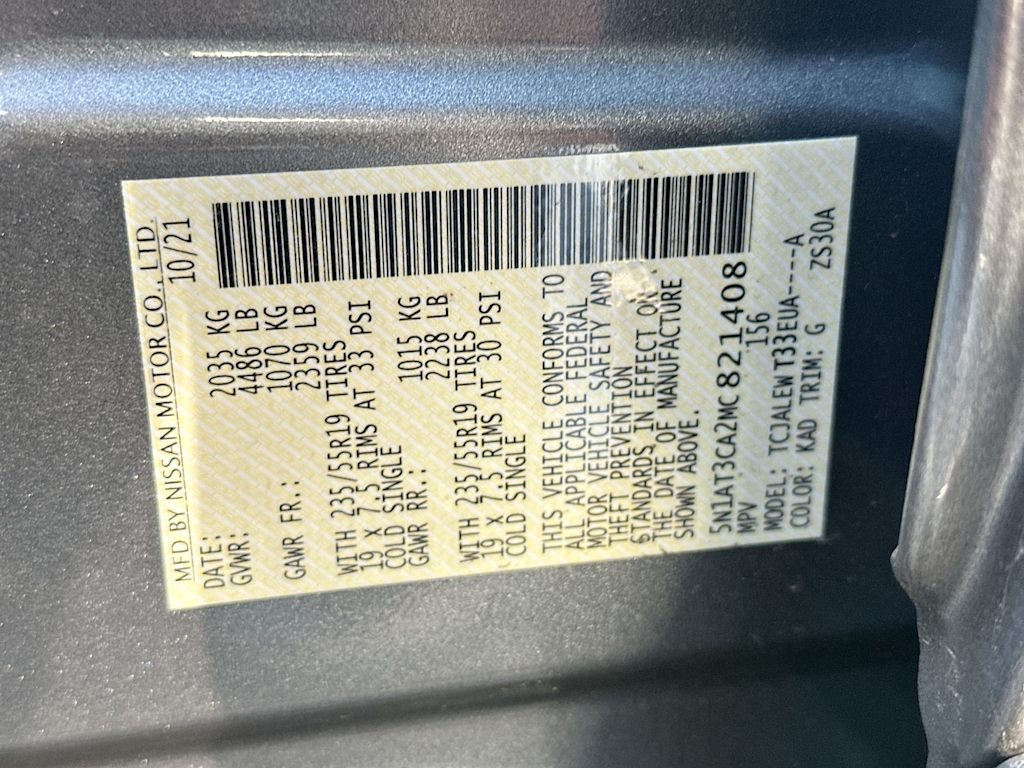 MFD BY NISSAN MOTOR CO., LTD.
DATE: 10/21
GVWR: 2035 KG
4486 LB
GAWR FR.: 1070 KG
2359 LB
WITH 235/55R19 TIRES
19 X 7.5 RIMS AT 33 PSI
COLD SINGLE
GAWR RR.: 1015 KG
2238 LB
WITH 235/55R19 TIRES
19 X 7.5 RIMS AT 30 PSI
COLD SINGLE
THIS VEHICLE CONFORMS TO
ALL APPLICABLE FEDERAL
MOTOR VEHICLE SAFETY AND
THEFT PREVENTION
STANDARDS IN EFFECT ON
THE DATE OF MANUFACTURE
SHOWN ABOVE.
5N1AT3CA2MC821408
MPV 156
MODEL: TCJALEWT33EUA-----A
COLOR: KAD TRIM: G ZS30A